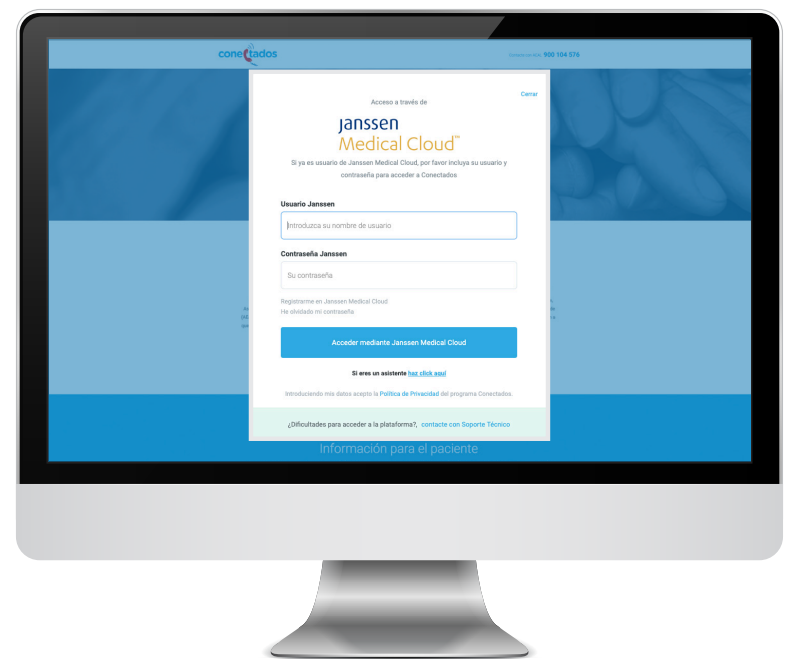 conectados
900 104 576
Cerrar
Acceso a través de
janssen
Medical Cloud™
Si ya es usuario de Janssen Medical Cloud, por favor incluya su usuario y
contraseña para acceder a Conectados
Usuario Janssen
Introduzca su nombre de usuario
Contraseña Janssen
Su contraseña
Registrarme en Janssen Medical Cloud
He olvidado mi contraseña
Acceder mediante Janssen Medical Cloud
Si eres un asistente haz click aquí
Introduciendo mis datos acepto la Política de Privacidad del programa Conectados.
¿Dificultades para acceder a la plataforma?, contacte con Soporte Técnico
Información para el paciente